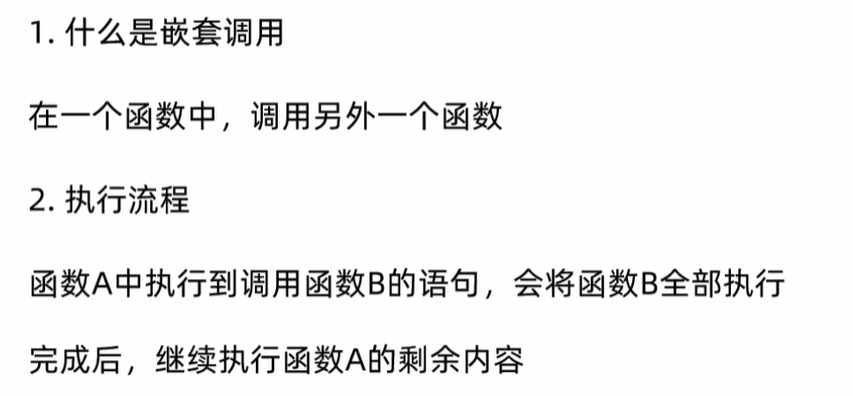 1. 什么是嵌套调用
在一个函数中，调用另外一个函数
2. 执行流程
函数A中执行到调用函数B的语句，会将函数B全部执行
完成后，继续执行函数A的剩余内容